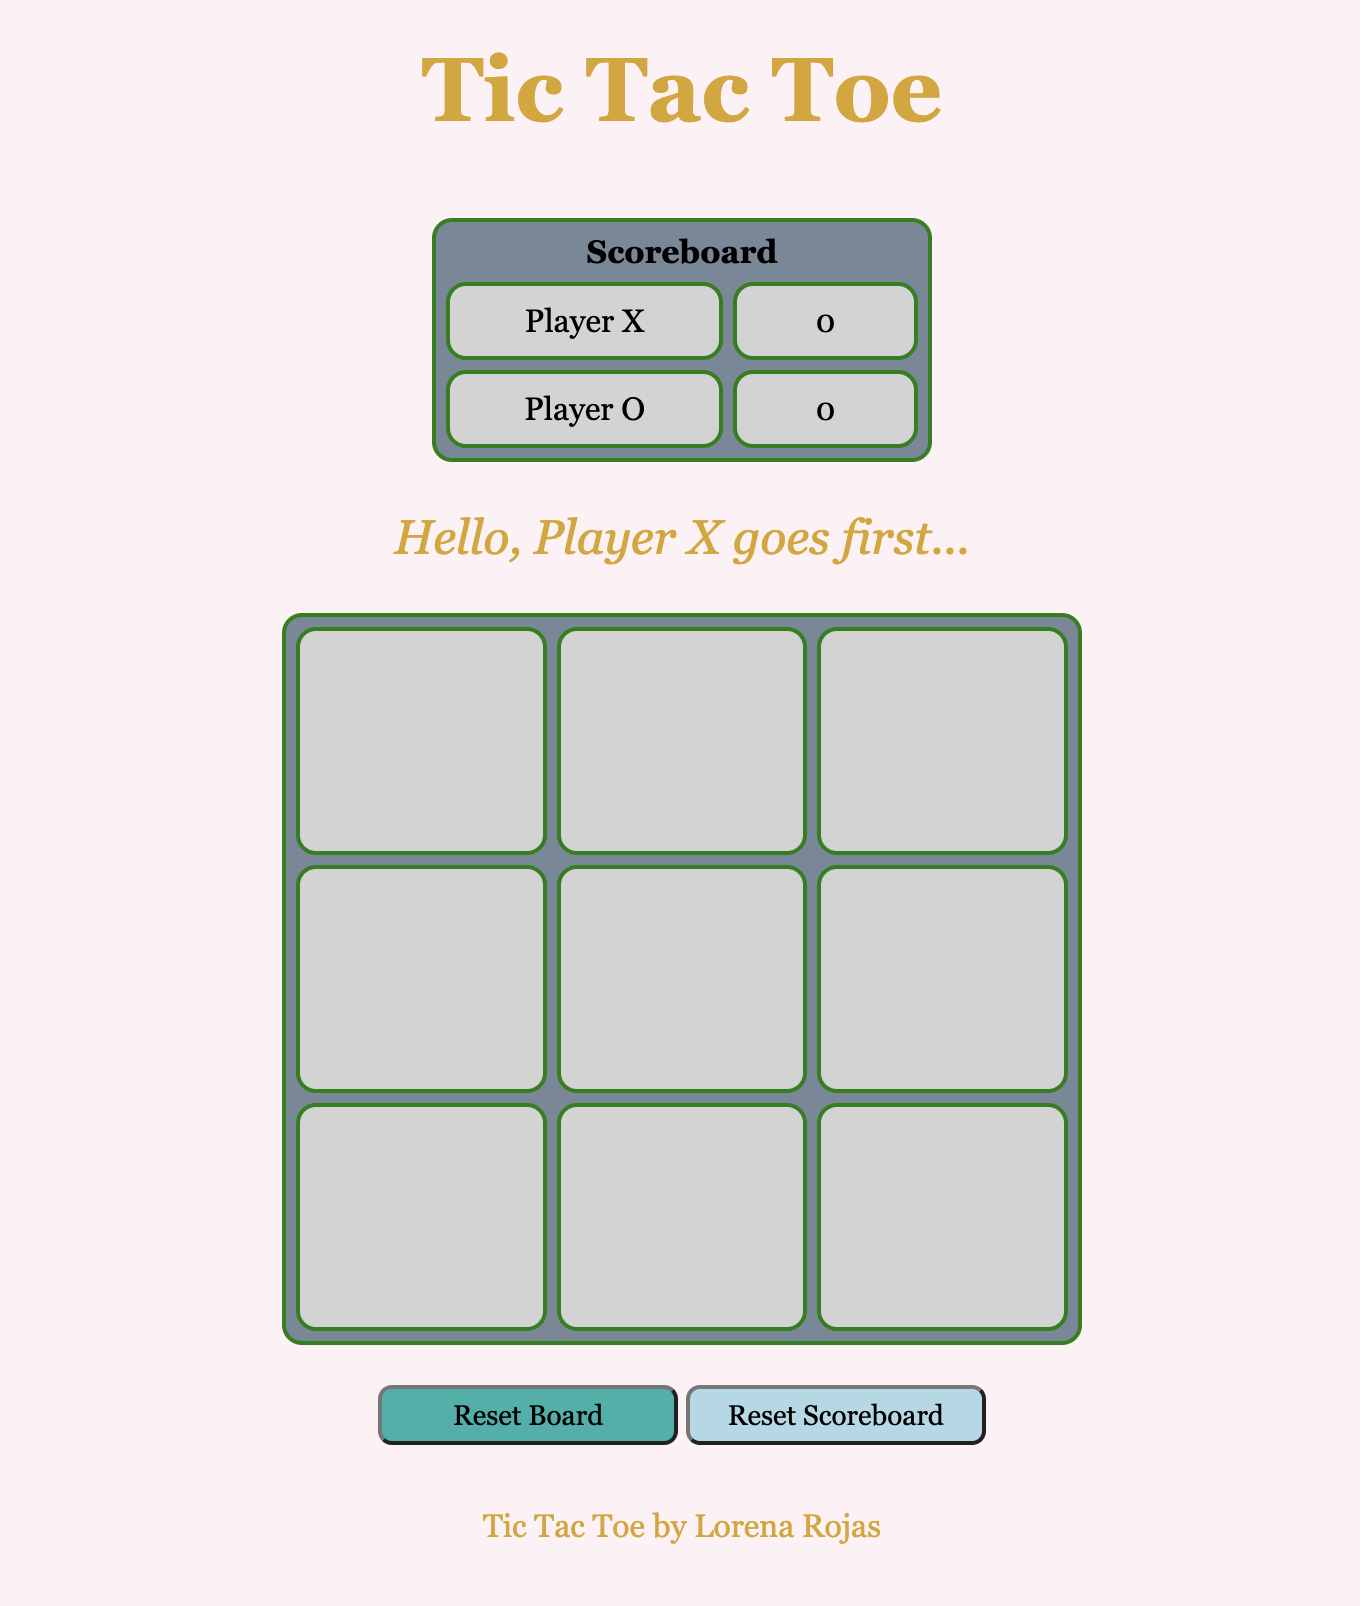 Tic Tac Toe
Scoreboard
Player X 0
Player O 0
Hello, Player X goes first...
Reset Board Reset Scoreboard
Tic Tac Toe by Lorena Rojas